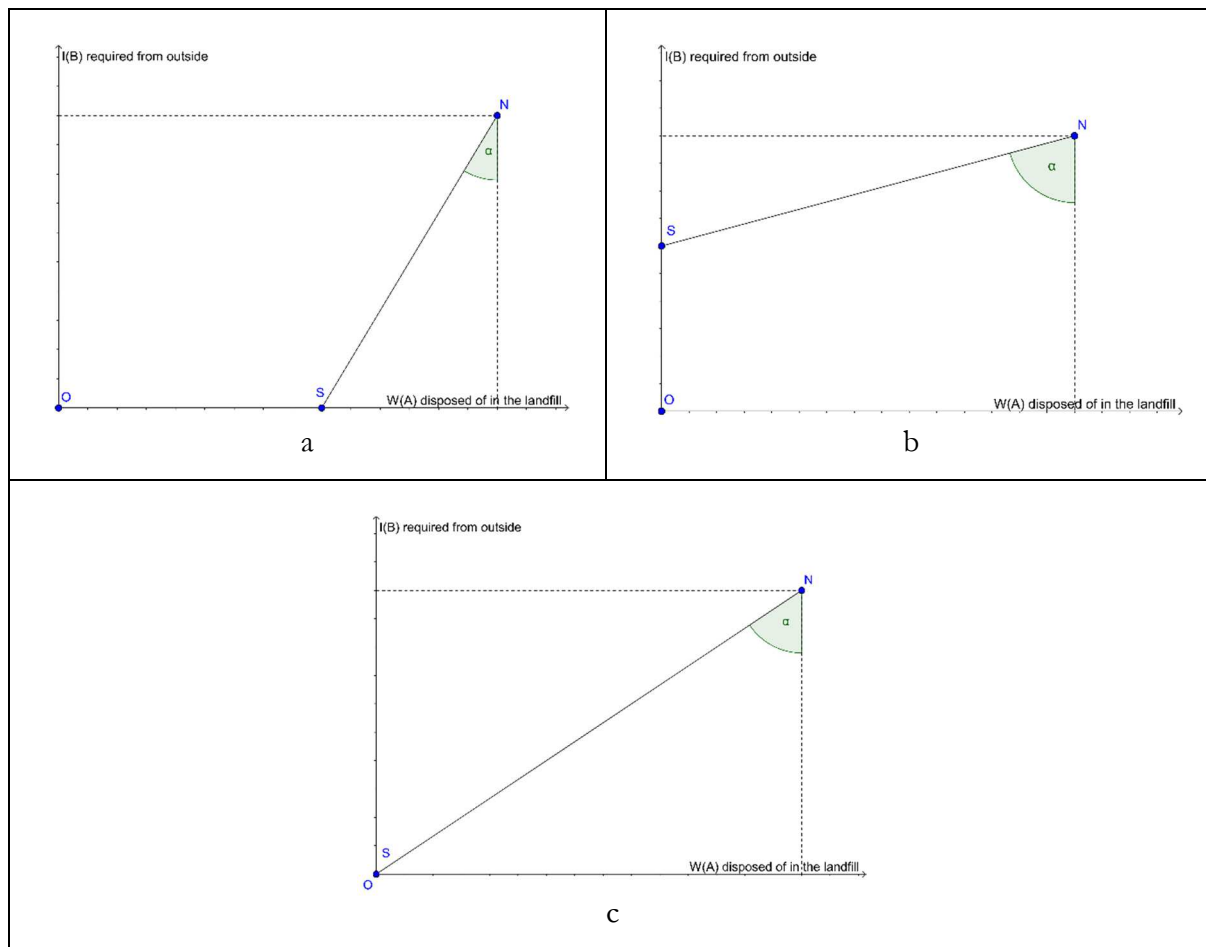 I(B) required from outside
N
α
S
O
W(A) disposed of in the landfill
a
I(B) required from outside
N
α
S
O
W(A) disposed of in the landfill
b
I(B) required from outside
N
α
S
W(A) disposed of in the landfill
O
c